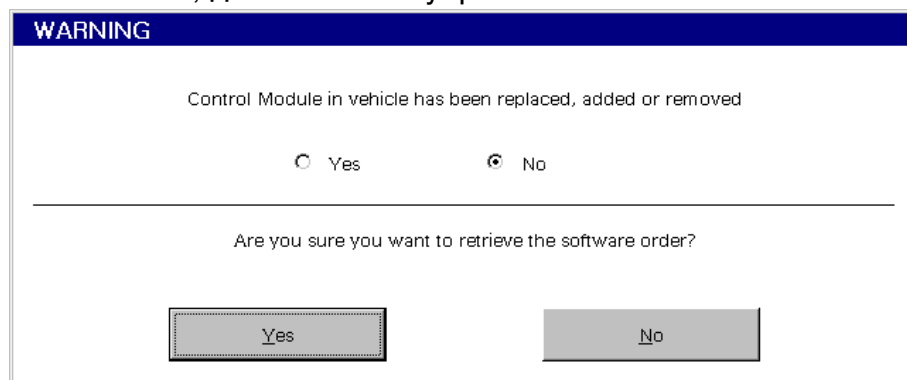 WARNING
Control Module in vehicle has been replaced, added or removed
Yes No
Are you sure you want to retrieve the software order?
Yes No